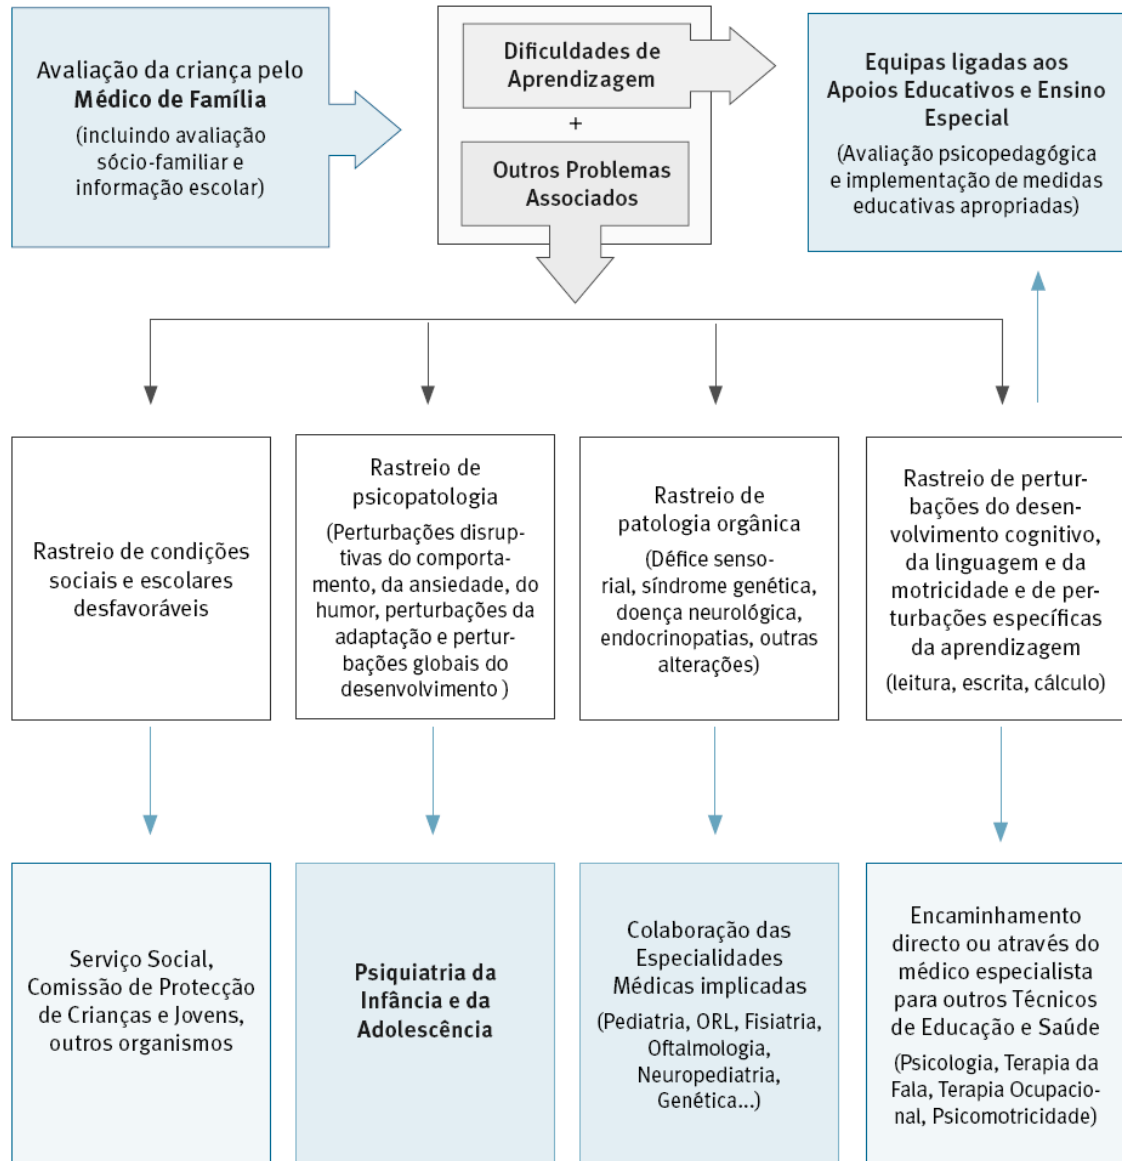 Avaliação da criança pelo
Médico de Família
(incluindo avaliação
sócio-familiar e
informação escolar)
Dificuldades de
Aprendizagem
+
Outros Problemas
Associados
Equipas ligadas aos
Apoios Educativos e Ensino
Especial
(Avaliação psicopedagógica
e implementação de medidas
educativas apropriadas)
Rastreio de condições
sociais e escolares
desfavoráveis
Rastreio de
psicopatologia
(Perturbações disrup-
tivas do comporta-
mento, da ansiedade, do
humor, perturbações da
adaptação e pertur-
bações globais do
desenvolvimento )
Rastreio de
patologia orgânica
(Défice senso-
rial, síndrome genética,
doença neurológica,
endocrinopatias, outras
alterações)
Rastreio de pertur-
bações do desen-
volvimento cognitivo,
da linguagem e da
motricidade e de per-
turbações específicas
da aprendizagem
(leitura, escrita, cálculo)
Serviço Social,
Comissão de Protecção
de Crianças e Jovens,
outros organismos
Psiquiatria da
Infância e da
Adolescência
Colaboração das
Especialidades
Médicas implicadas
(Pediatria, ORL, Fisiatria,
Oftalmologia,
Neuropediatria,
Genética...)
Encaminhamento
directo ou através do
médico especialista
para outros Técnicos
de Educação e Saúde
(Psicologia, Terapia da
Fala, Terapia Ocupacio-
nal, Psicomotricidade)